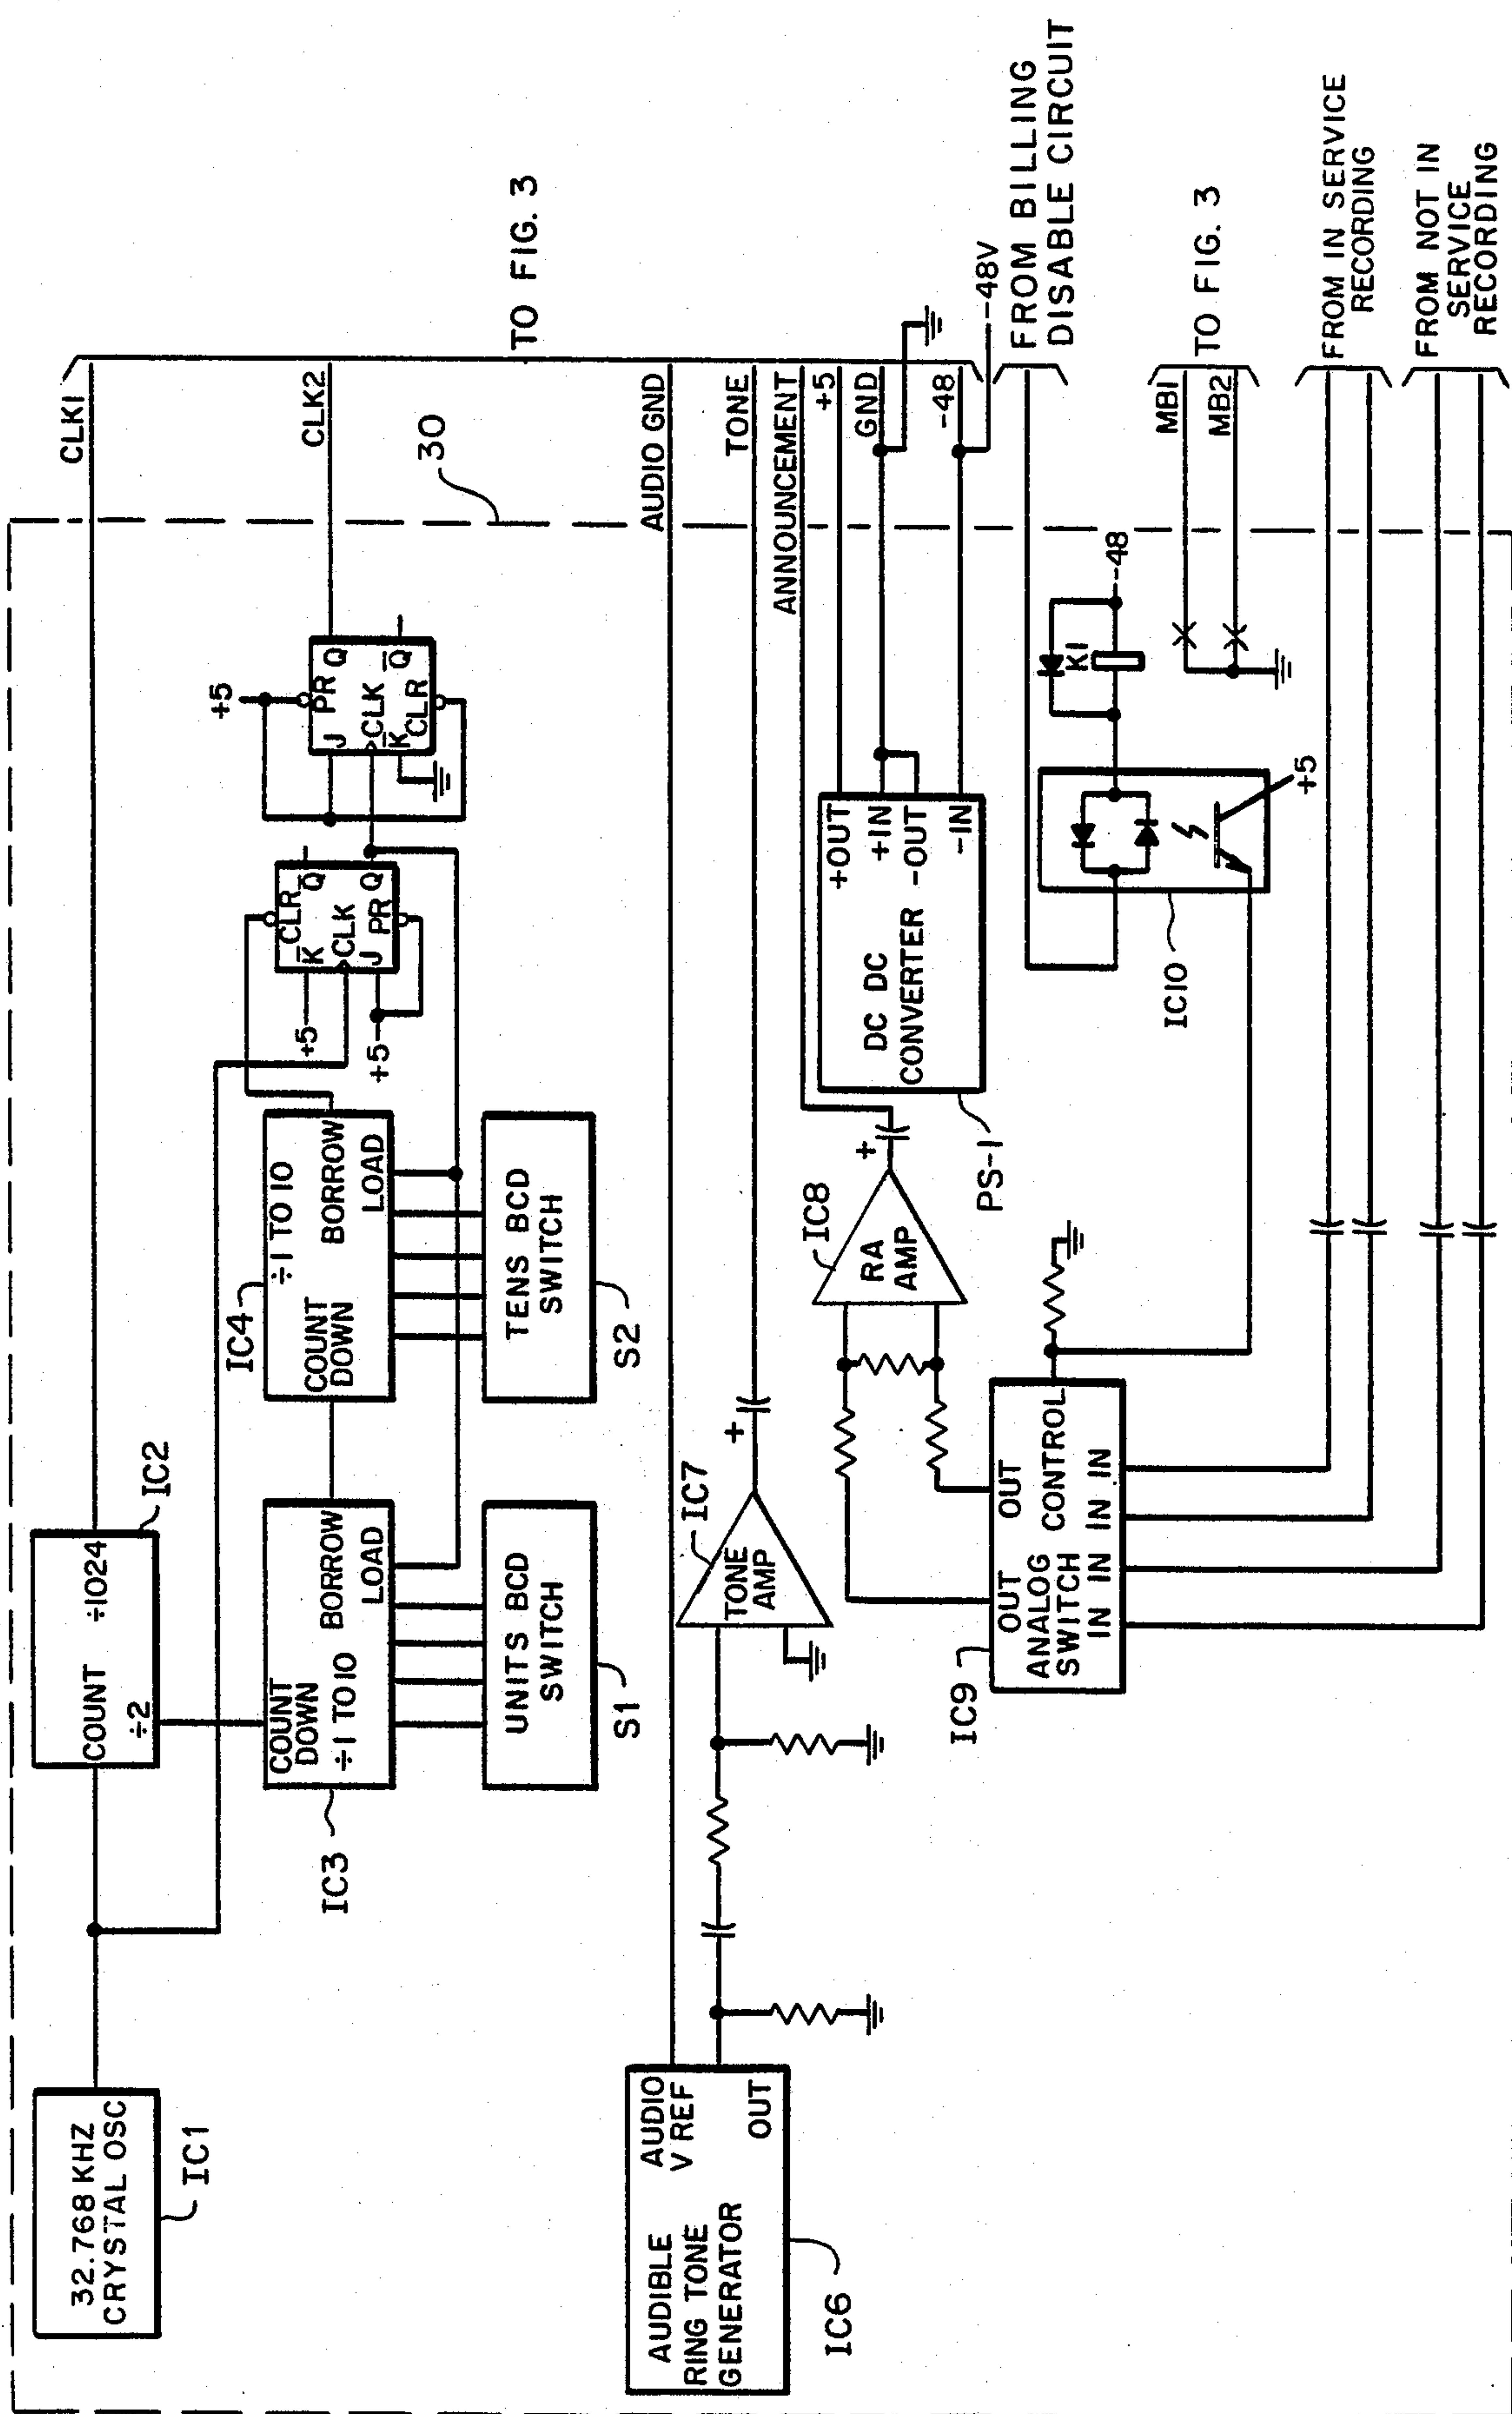 CLK1
CLK2
TO FIG. 3
30
AUDIO GND
TONE
ANNOUNCEMENT
+5
GND
-48
-48V
FROM BILLING
DISABLE CIRCUIT
MB1
MB2
TO FIG. 3
FROM IN SERVICE
RECORDING
FROM NOT IN
SERVICE
RECORDING
32.768 KHZ
CRYSTAL OSC
IC1
COUNT ÷1024
÷2
IC2
COUNT
DOWN
÷1 TO 10
BORROW
LOAD
IC3
UNITS BCD
SWITCH
S1
IC4
÷1 TO 10
COUNT
DOWN
BORROW
LOAD
TENS BCD
SWITCH
S2
+5
+5
CLR
K̅
CLK
J
PR
Q̅
Q
+5
PR
J
CLK
K̅
CLR
Q
Q̅
AUDIBLE
RING TONE
GENERATOR
AUDIO
V REF
OUT
IC6
TONE
AMP
IC7
+
RA
AMP
IC8
+
DC DC
CONVERTER
+OUT
+IN
-OUT
-IN
PS-1
K1
-48
IC10
+5
OUT OUT
ANALOG
SWITCH
CONTROL
IN IN IN IN
IC9